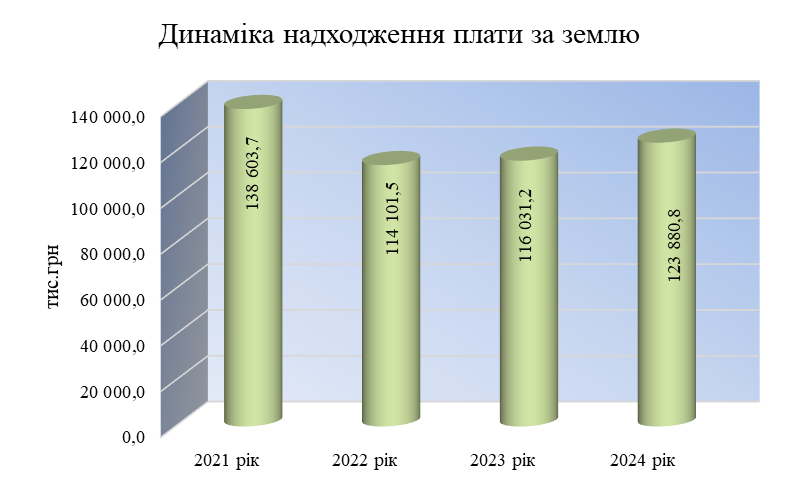 Динаміка надходження плати за землю
тис.грн
140 000,0
120 000,0
100 000,0
80 000,0
60 000,0
40 000,0
20 000,0
0,0
138 603,7
114 101,5
116 031,2
123 880,8
2021 рік
2022 рік
2023 рік
2024 рік